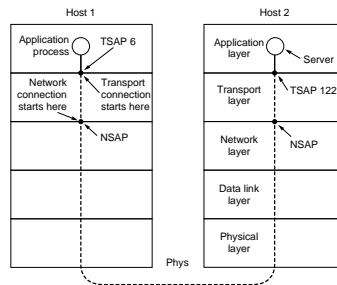 Host 1
Host 2
Application
process
TSAP 6
Network
connection
starts here
Transport
connection
starts here
NSAP
Application
layer
Server
Transport
layer
TSAP 122
NSAP
Network
layer
Data link
layer
Physical
layer
Phys